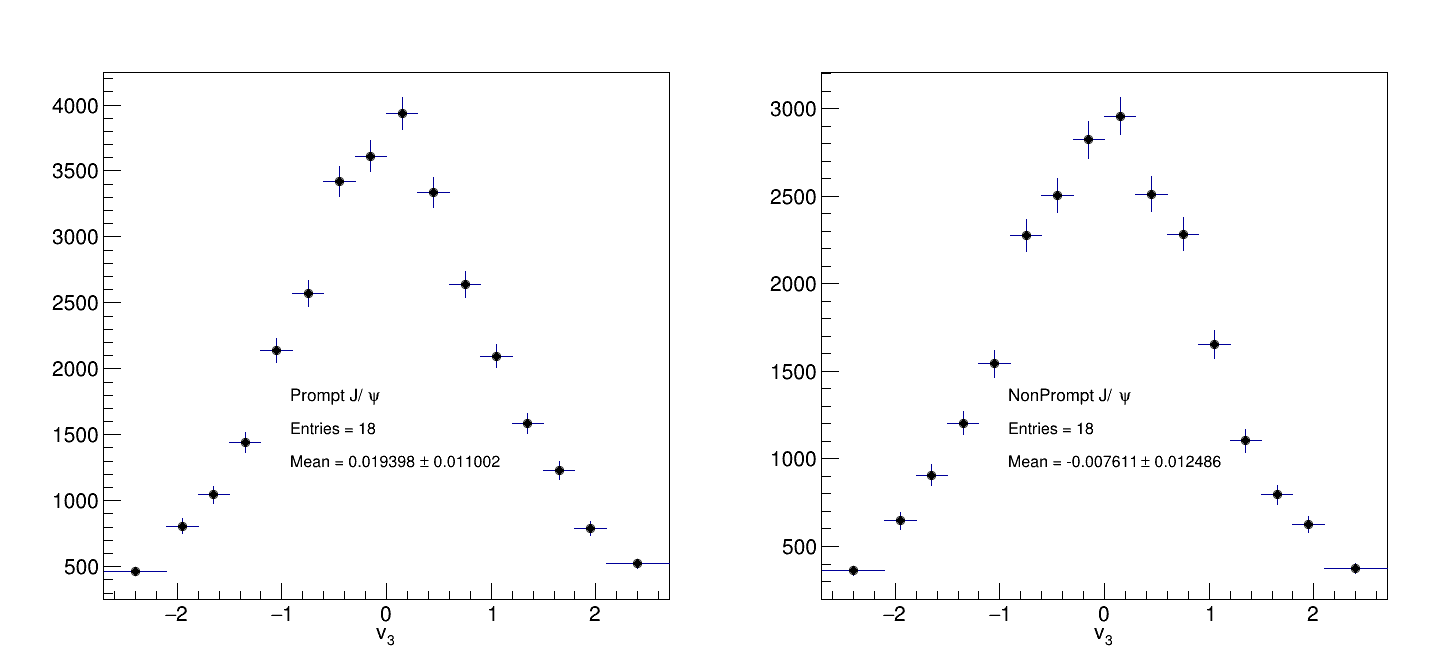 4000
3500
3000
2500
2000
1500
1000
500
Prompt J/ ψ
Entries = 18
Mean = 0.019398 ± 0.011002
−2 −1 0 1 2
v3
3000
2500
2000
1500
1000
500
NonPrompt J/ ψ
Entries = 18
Mean = -0.007611 ± 0.012486
−2 −1 0 1 2
v3